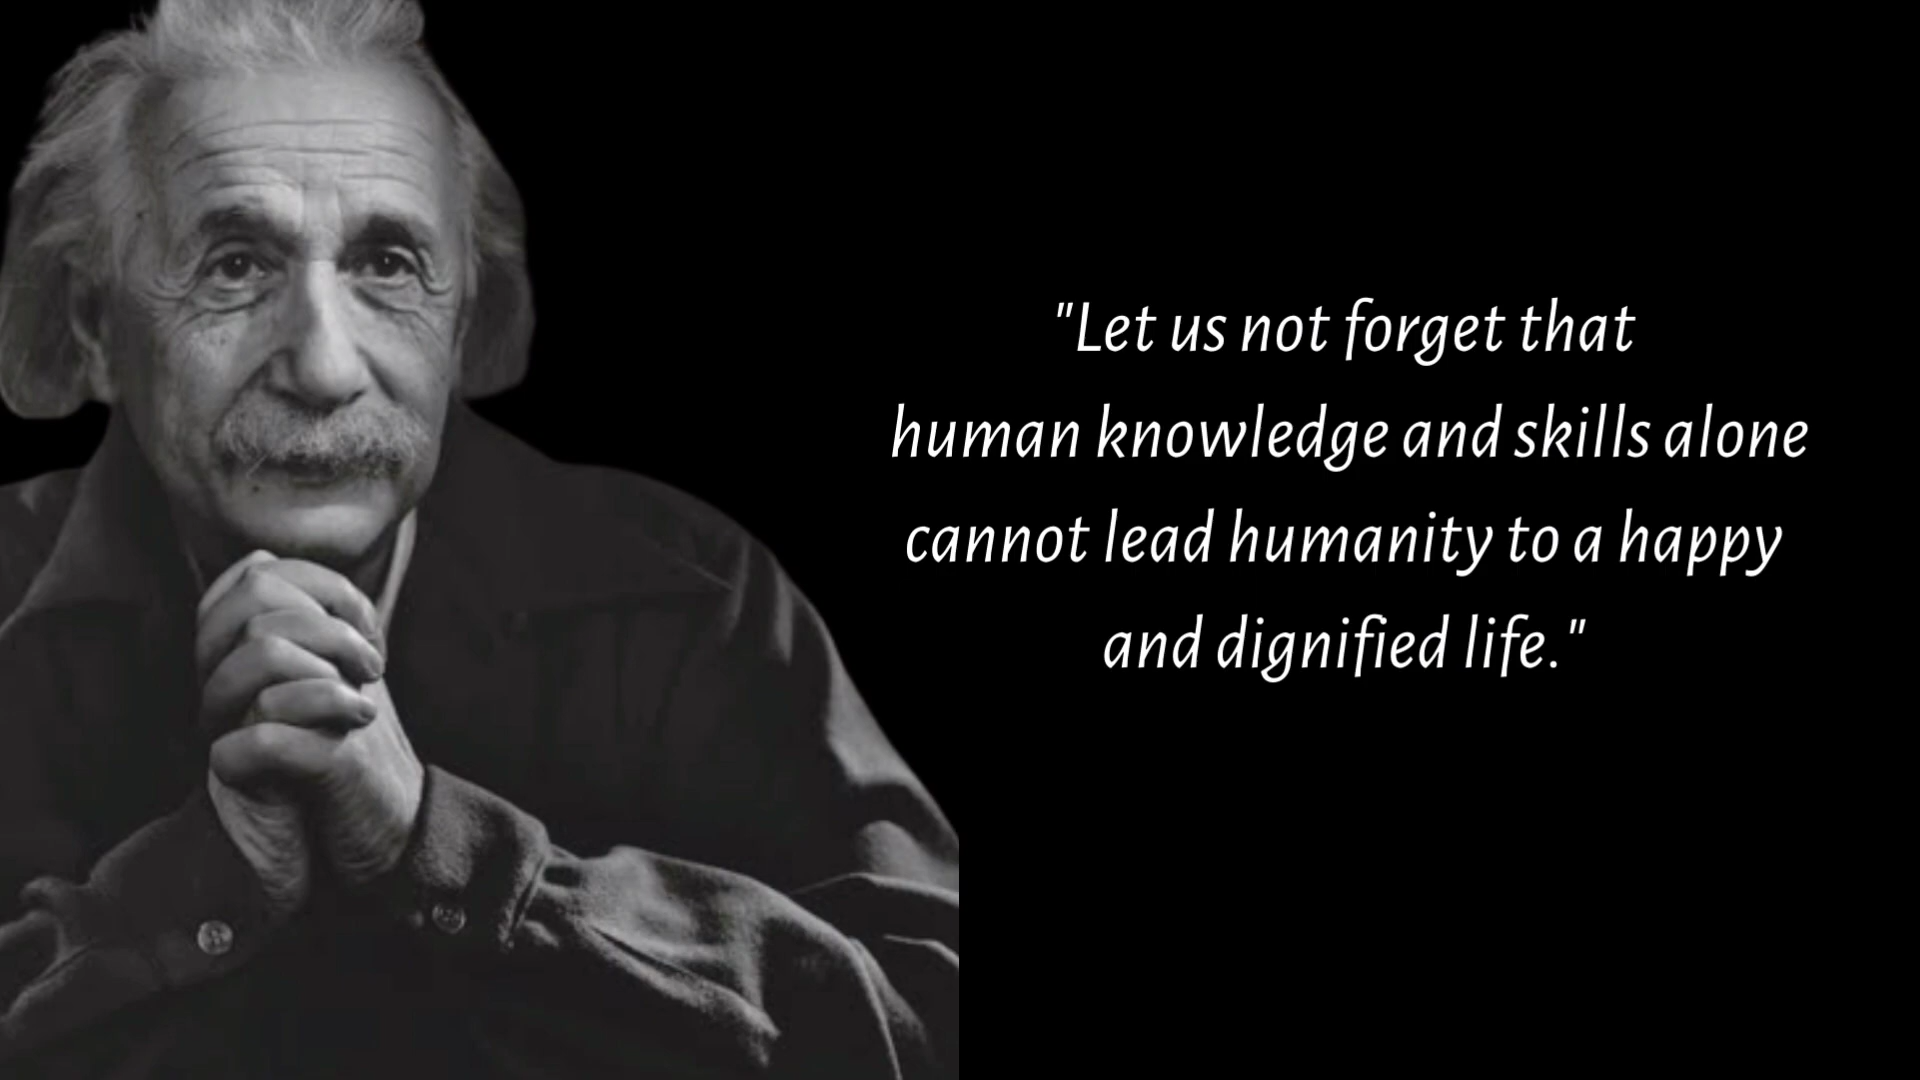 "Let us not forget that
human knowledge and skills alone
cannot lead humanity to a happy
and dignified life."